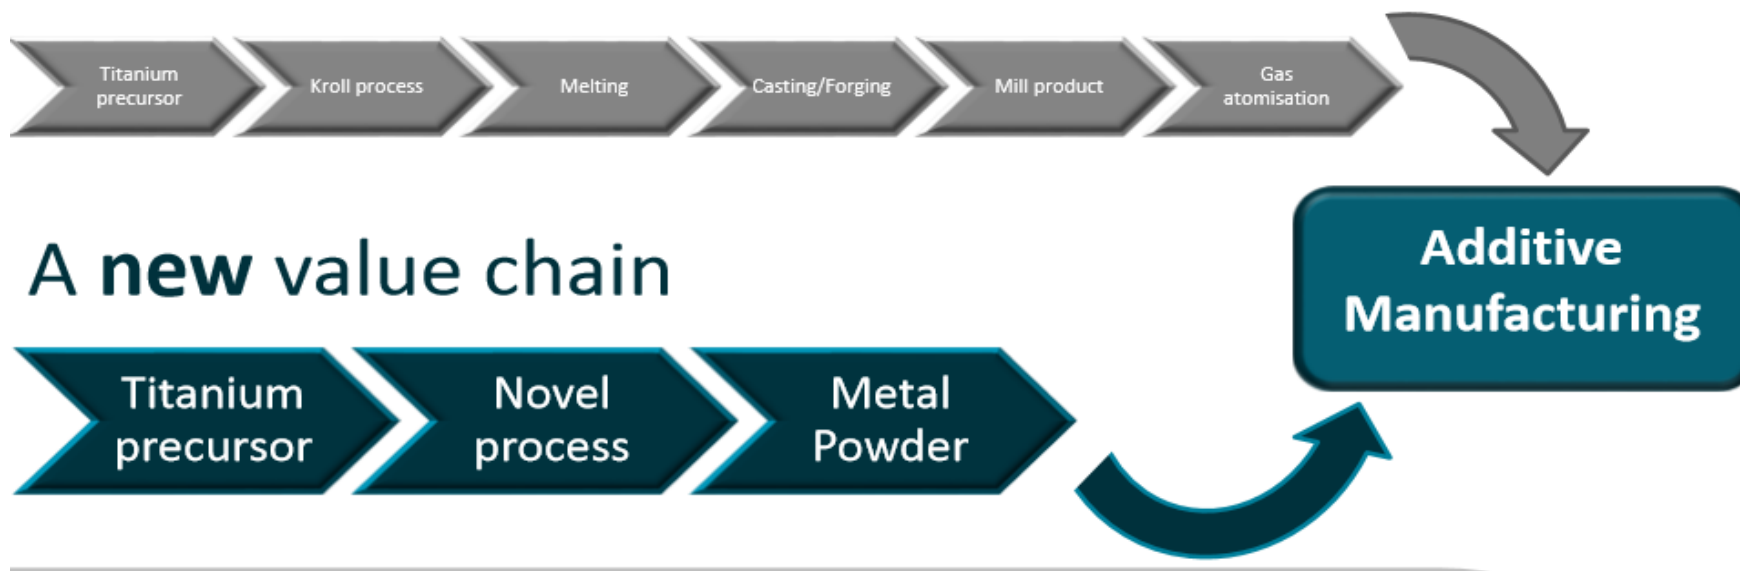 Titanium
precursor
Kroll process
Melting
Casting/Forging
Mill product
Gas
atomisation
A new value chain
Additive
Manufacturing
Titanium
precursor
Novel
process
Metal
Powder